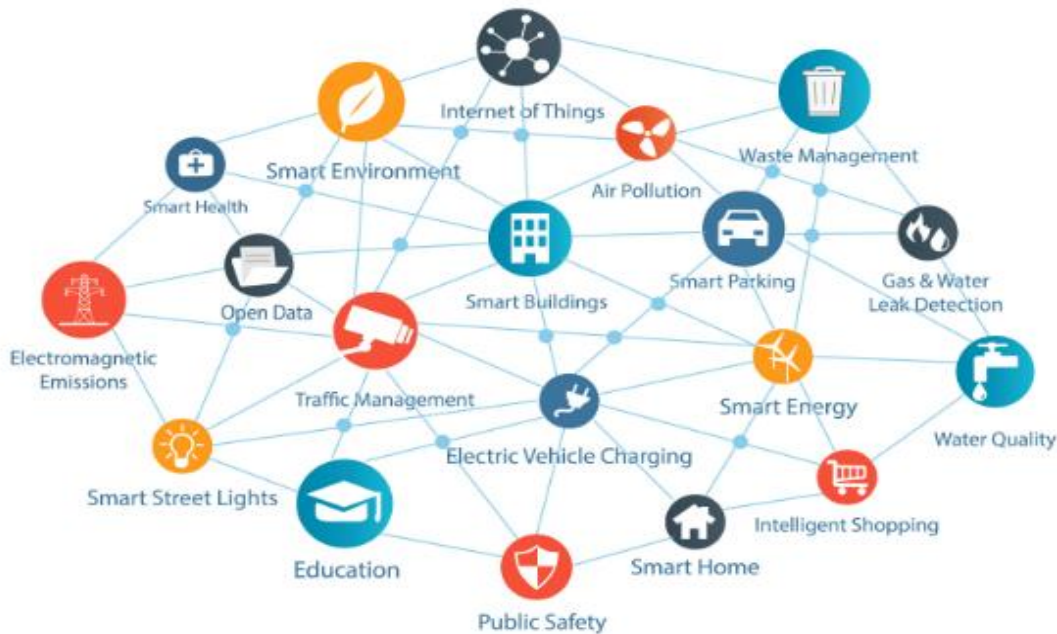 Internet of Things
Waste Management
Smart Environment
Air Pollution
Smart Health
Smart Buildings
Smart Parking
Gas & Water
Leak Detection
Open Data
Electromagnetic
Emissions
Traffic Management
Smart Energy
Water Quality
Electric Vehicle Charging
Smart Street Lights
Intelligent Shopping
Education
Smart Home
Public Safety